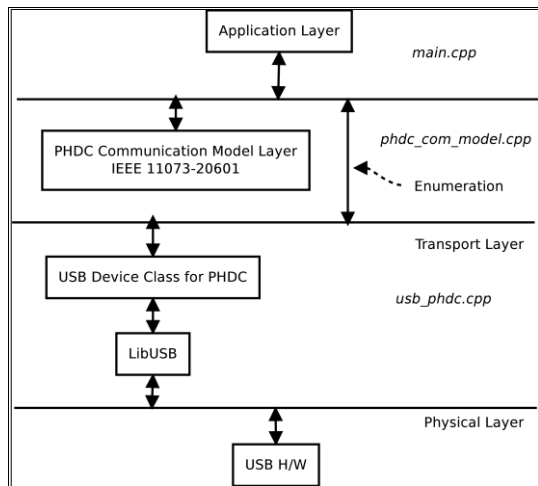 Application Layer
main.cpp
PHDC Communication Model Layer
IEEE 11073-20601
phdc_com_model.cpp
Enumeration
Transport Layer
USB Device Class for PHDC
usb_phdc.cpp
LibUSB
Physical Layer
USB H/W